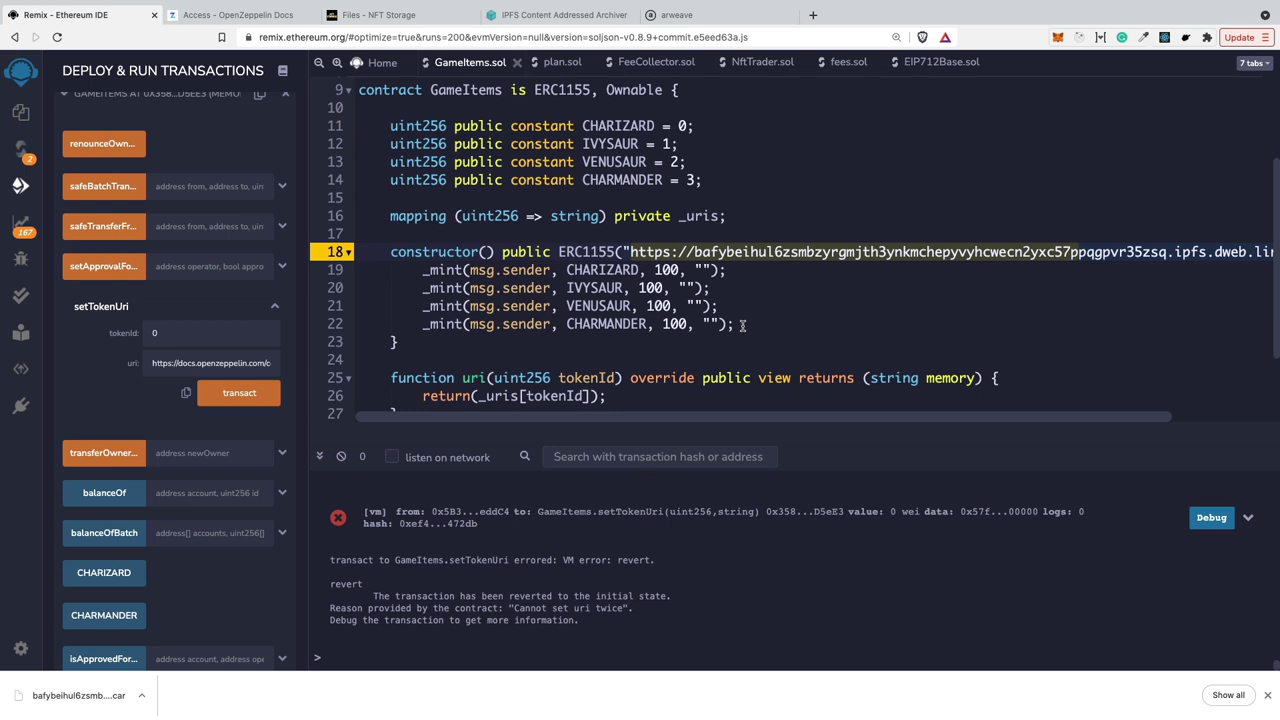 Remix - Ethereum IDE
Access - OpenZeppelin Docs
Files - NFT Storage
IPFS Content Addressed Archiver
arweave
remix.ethereum.org/#optimize=true&runs=200&evmVersion=null&version=soljson-v0.8.9+commit.e5eed63a.js
Update
DEPLOY & RUN TRANSACTIONS
Home
GameItems.sol
plan.sol
FeeCollector.sol
NftTrader.sol
fees.sol
EIP712Base.sol
7 tabs
GAMEITEMS AT 0X358...D5EE3 (MEMO
renounceOwn...
safeBatchTran... address from, address to, uin
safeTransferFr... address from, address to, uin
setApprovalFo... address operator, bool appro
setTokenUri
tokenId: 0
uri: https://docs.openzeppelin.com/c
transact
transferOwner... address newOwner
balanceOf address account, uint256 id
balanceOfBatch address[] accounts, uint256[]
CHARIZARD
CHARMANDER
isApprovedFor... address account, address ope
2
167
9 contract GameItems is ERC1155, Ownable {
10
11 uint256 public constant CHARIZARD = 0;
12 uint256 public constant IVYSAUR = 1;
13 uint256 public constant VENUSAUR = 2;
14 uint256 public constant CHARMANDER = 3;
15
16 mapping (uint256 => string) private _uris;
17
18 constructor() public ERC1155("https://bafybeihul6zsmbzyrgmjth3ynkmchepyvyhcwecn2yxc57ppqgpvr35zsq.ipfs.dweb.lin
19 _mint(msg.sender, CHARIZARD, 100, "");
20 _mint(msg.sender, IVYSAUR, 100, "");
21 _mint(msg.sender, VENUSAUR, 100, "");
22 _mint(msg.sender, CHARMANDER, 100, "");
23 }
24
25 function uri(uint256 tokenId) override public view returns (string memory) {
26 return(_uris[tokenId]);
27 }
0
listen on network
Search with transaction hash or address
[vm] from: 0x5B3...eddC4 to: GameItems.setTokenUri(uint256,string) 0x358...D5eE3 value: 0 wei data: 0x57f...00000 logs: 0
hash: 0xef4...472db
Debug
transact to GameItems.setTokenUri errored: VM error: revert.
revert
The transaction has been reverted to the initial state.
Reason provided by the contract: "Cannot set uri twice".
Debug the transaction to get more information.
>
bafybeihul6zsmb....car
Show all